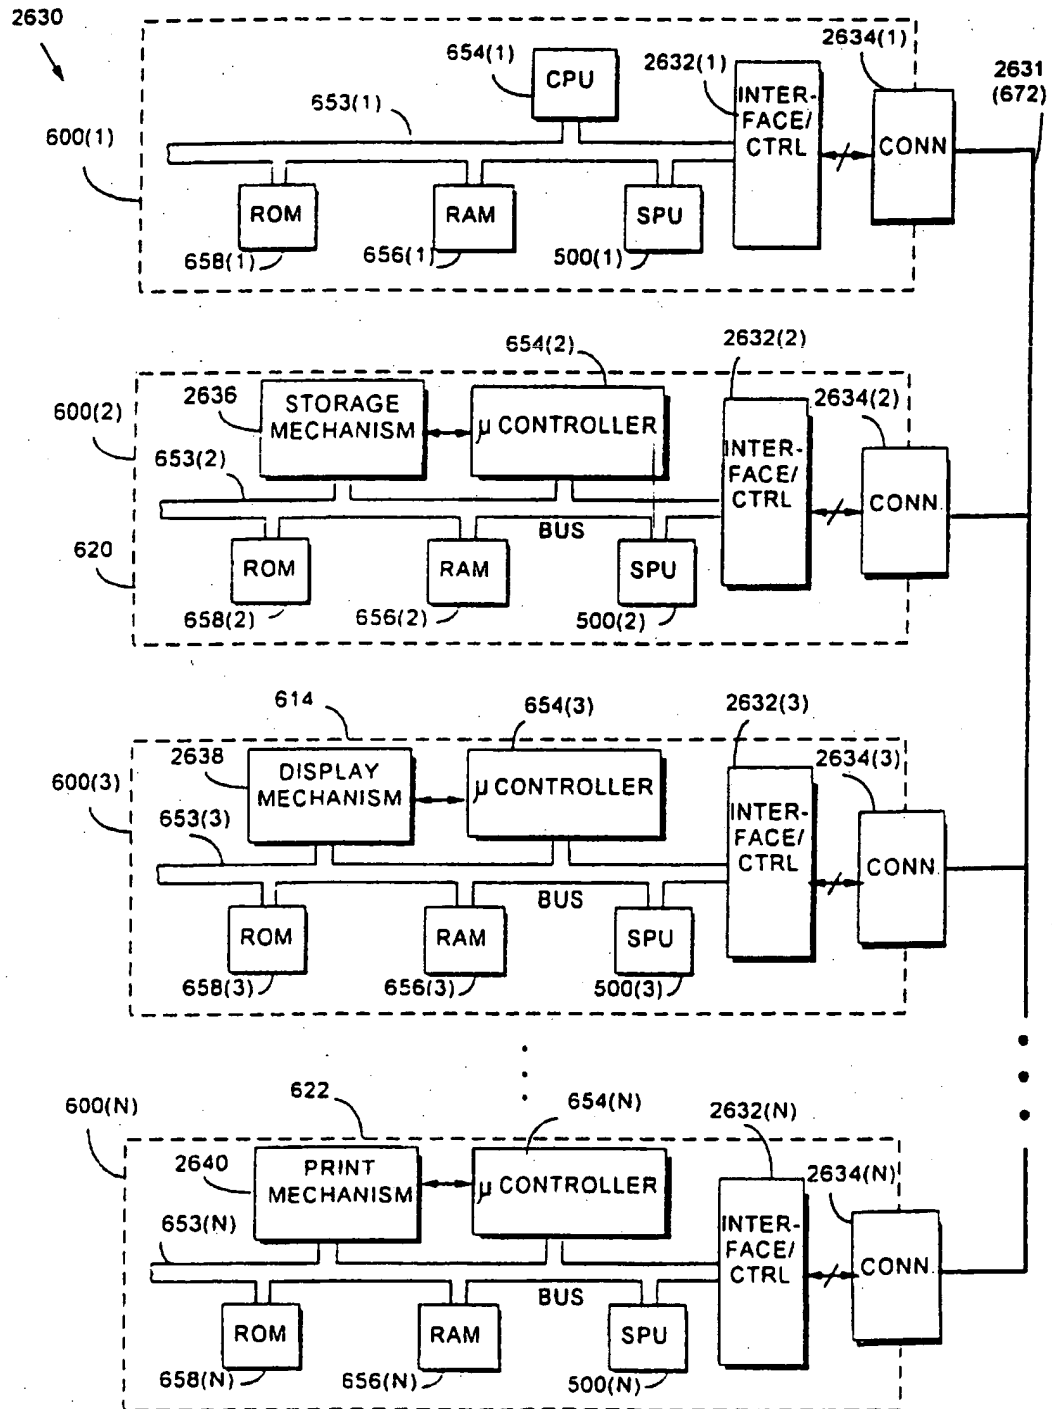 2630
600(1)
653(1)
654(1)
CPU
2632(1)
INTER-
FACE/
CTRL
2634(1)
CONN
2631
(672)
ROM
658(1)
RAM
656(1)
SPU
500(1)
600(2)
2636
STORAGE
MECHANISM
654(2)
μ CONTROLLER
2632(2)
INTER-
FACE/
CTRL
2634(2)
CONN.
653(2)
BUS
620
ROM
658(2)
RAM
656(2)
SPU
500(2)
614
600(3)
2638
DISPLAY
MECHANISM
654(3)
μ CONTROLLER
2632(3)
INTER-
FACE/
CTRL
2634(3)
CONN.
653(3)
BUS
ROM
658(3)
RAM
656(3)
SPU
500(3)
622
600(N)
2640
PRINT
MECHANISM
654(N)
μ CONTROLLER
2632(N)
INTER-
FACE/
CTRL
2634(N)
CONN.
653(N)
BUS
ROM
658(N)
RAM
656(N)
SPU
500(N)